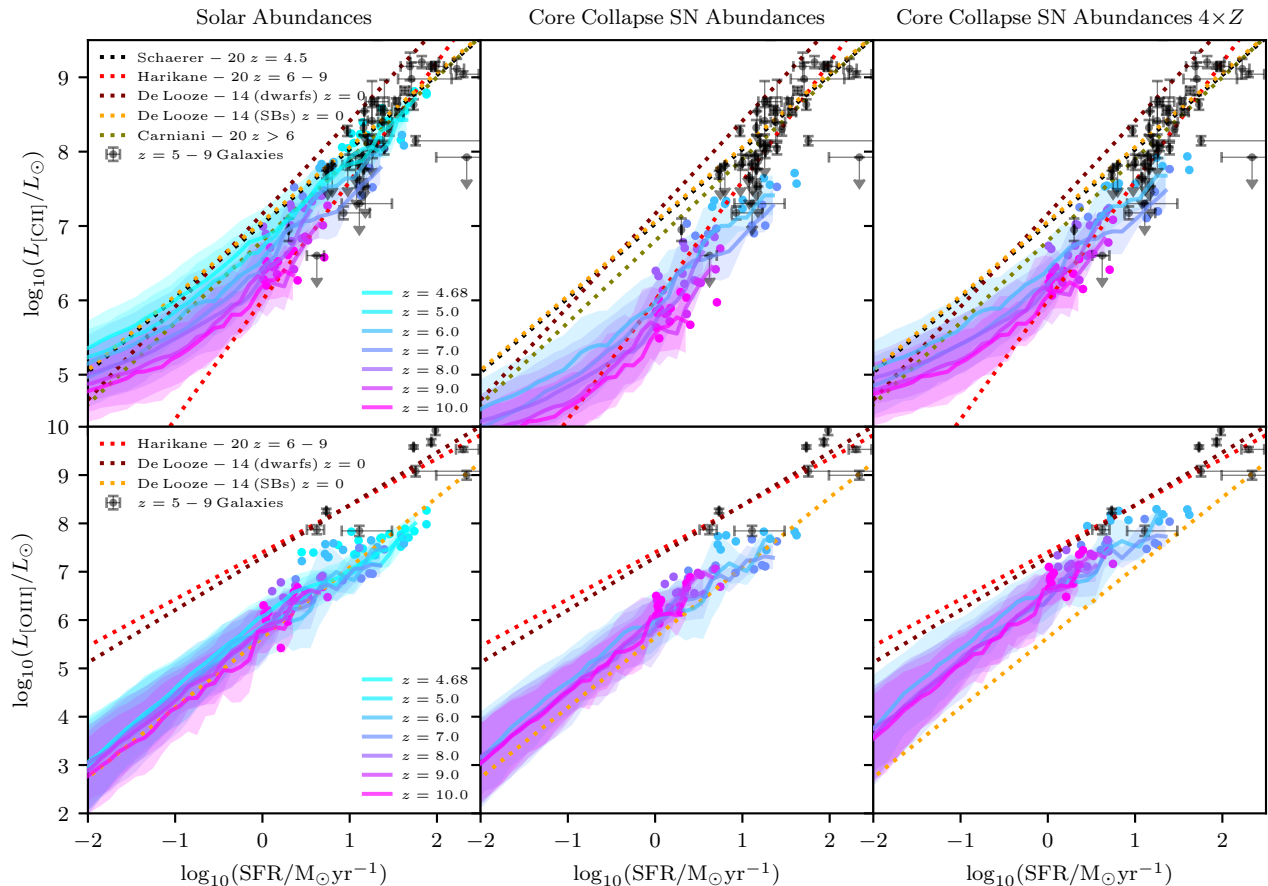 Solar Abundances
Core Collapse SN Abundances
Core Collapse SN Abundances 4×Z
log₁₀(L[CII]/L⊙)
9
8
7
6
5
Schaerer − 20 z = 4.5
Harikane − 20 z = 6 − 9
De Looze − 14 (dwarfs) z = 0
De Looze − 14 (SBs) z = 0
Carniani − 20 z > 6
z = 5 − 9 Galaxies
z = 4.68
z = 5.0
z = 6.0
z = 7.0
z = 8.0
z = 9.0
z = 10.0
log₁₀(L[OIII]/L⊙)
10
9
8
7
6
5
4
3
2
Harikane − 20 z = 6 − 9
De Looze − 14 (dwarfs) z = 0
De Looze − 14 (SBs) z = 0
z = 5 − 9 Galaxies
z = 4.68
z = 5.0
z = 6.0
z = 7.0
z = 8.0
z = 9.0
z = 10.0
−2 −1 0 1 2
−2 −1 0 1 2
−2 −1 0 1 2
log₁₀(SFR/M⊙yr⁻¹)
log₁₀(SFR/M⊙yr⁻¹)
log₁₀(SFR/M⊙yr⁻¹)